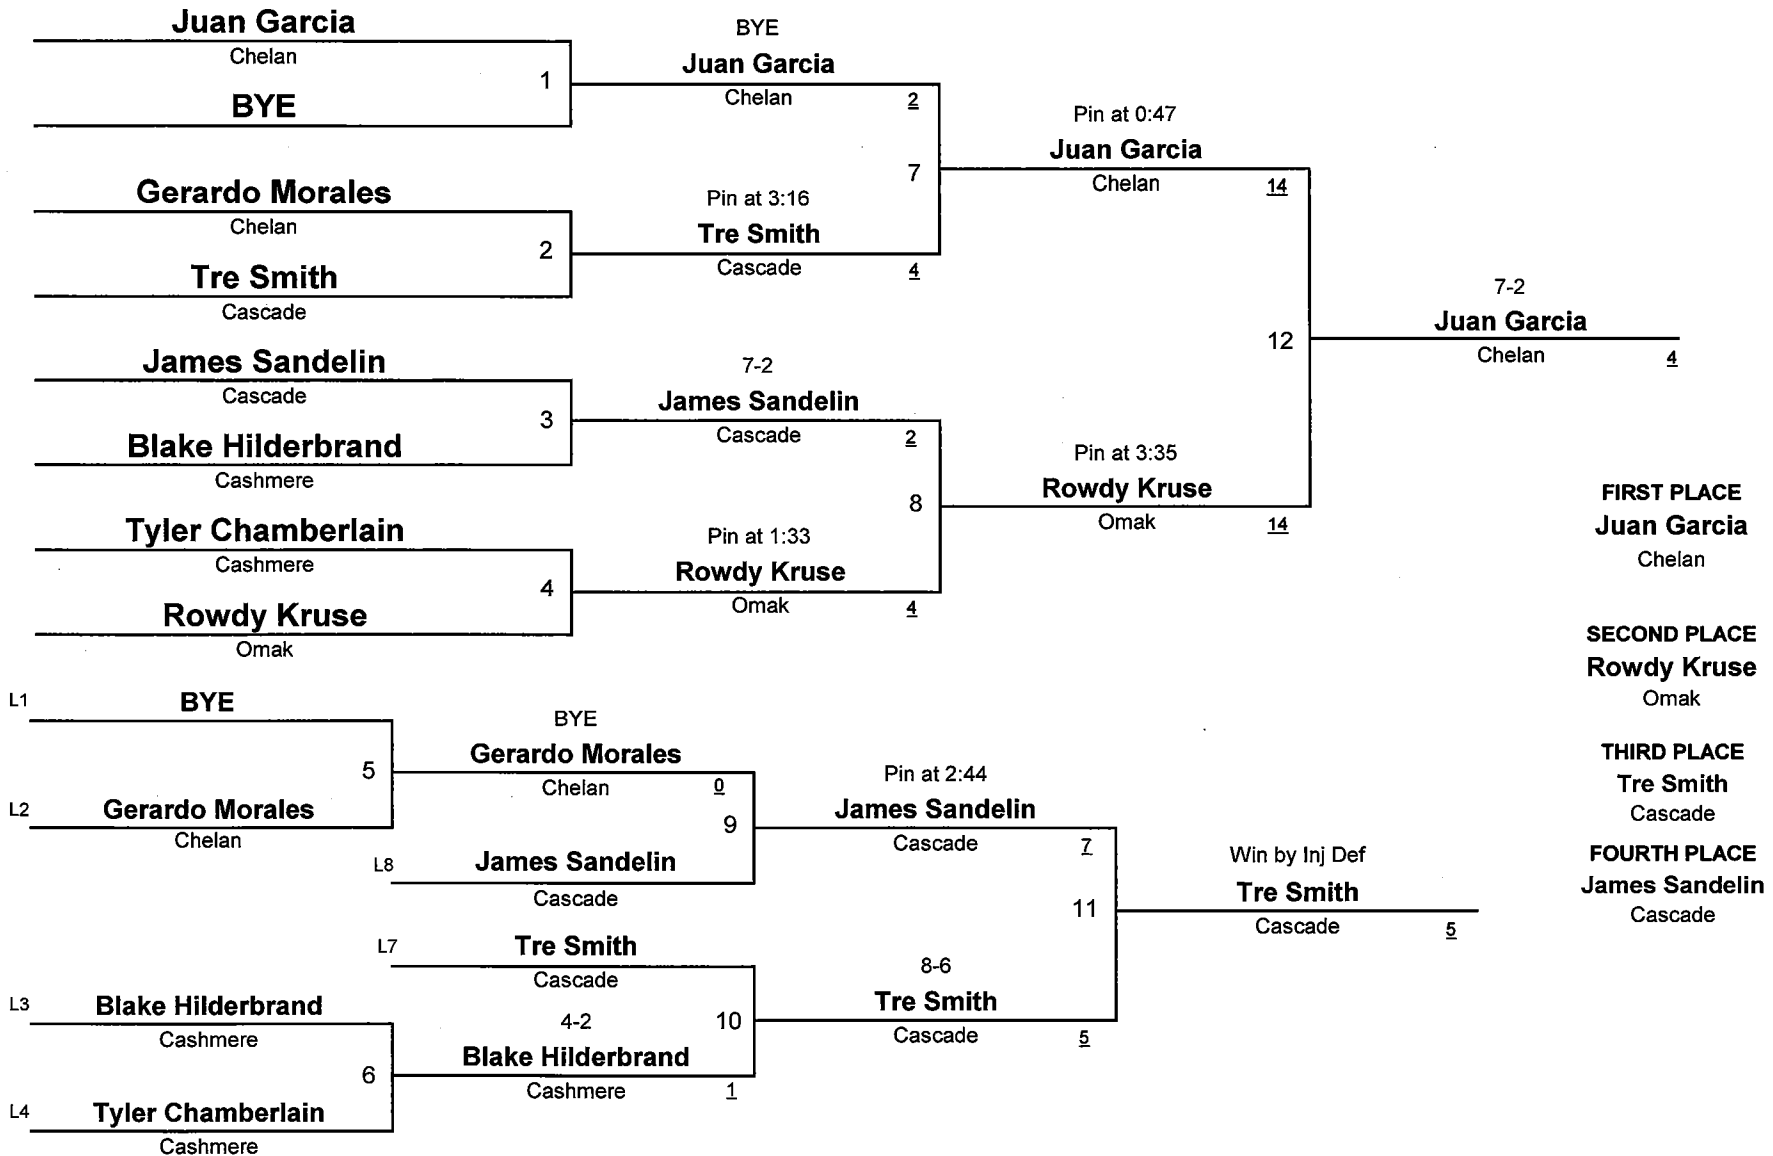 Juan Garcia
Chelan
1
BYE
Gerardo Morales
Chelan
2
Tre Smith
Cascade
James Sandelin
Cascade
3
Blake Hilderbrand
Cashmere
Tyler Chamberlain
Cashmere
4
Rowdy Kruse
Omak
BYE
Juan Garcia
Chelan
2
7
Pin at 3:16
Tre Smith
Cascade
4
7-2
James Sandelin
Cascade
2
8
Pin at 1:33
Rowdy Kruse
Omak
4
Pin at 0:47
Juan Garcia
Chelan
14
12
Pin at 3:35
Rowdy Kruse
Omak
14
7-2
Juan Garcia
Chelan
4
FIRST PLACE
Juan Garcia
Chelan
SECOND PLACE
Rowdy Kruse
Omak
THIRD PLACE
Tre Smith
Cascade
FOURTH PLACE
James Sandelin
Cascade
L1
BYE
5
L2
Gerardo Morales
Chelan
BYE
Gerardo Morales
Chelan
0
9
L8
James Sandelin
Cascade
L7
Tre Smith
Cascade
L3
Blake Hilderbrand
Cashmere
6
L4
Tyler Chamberlain
Cashmere
4-2
10
Blake Hilderbrand
Cashmere
1
Pin at 2:44
James Sandelin
Cascade
7
11
8-6
Tre Smith
Cascade
5
Win by Inj Def
Tre Smith
Cascade
5